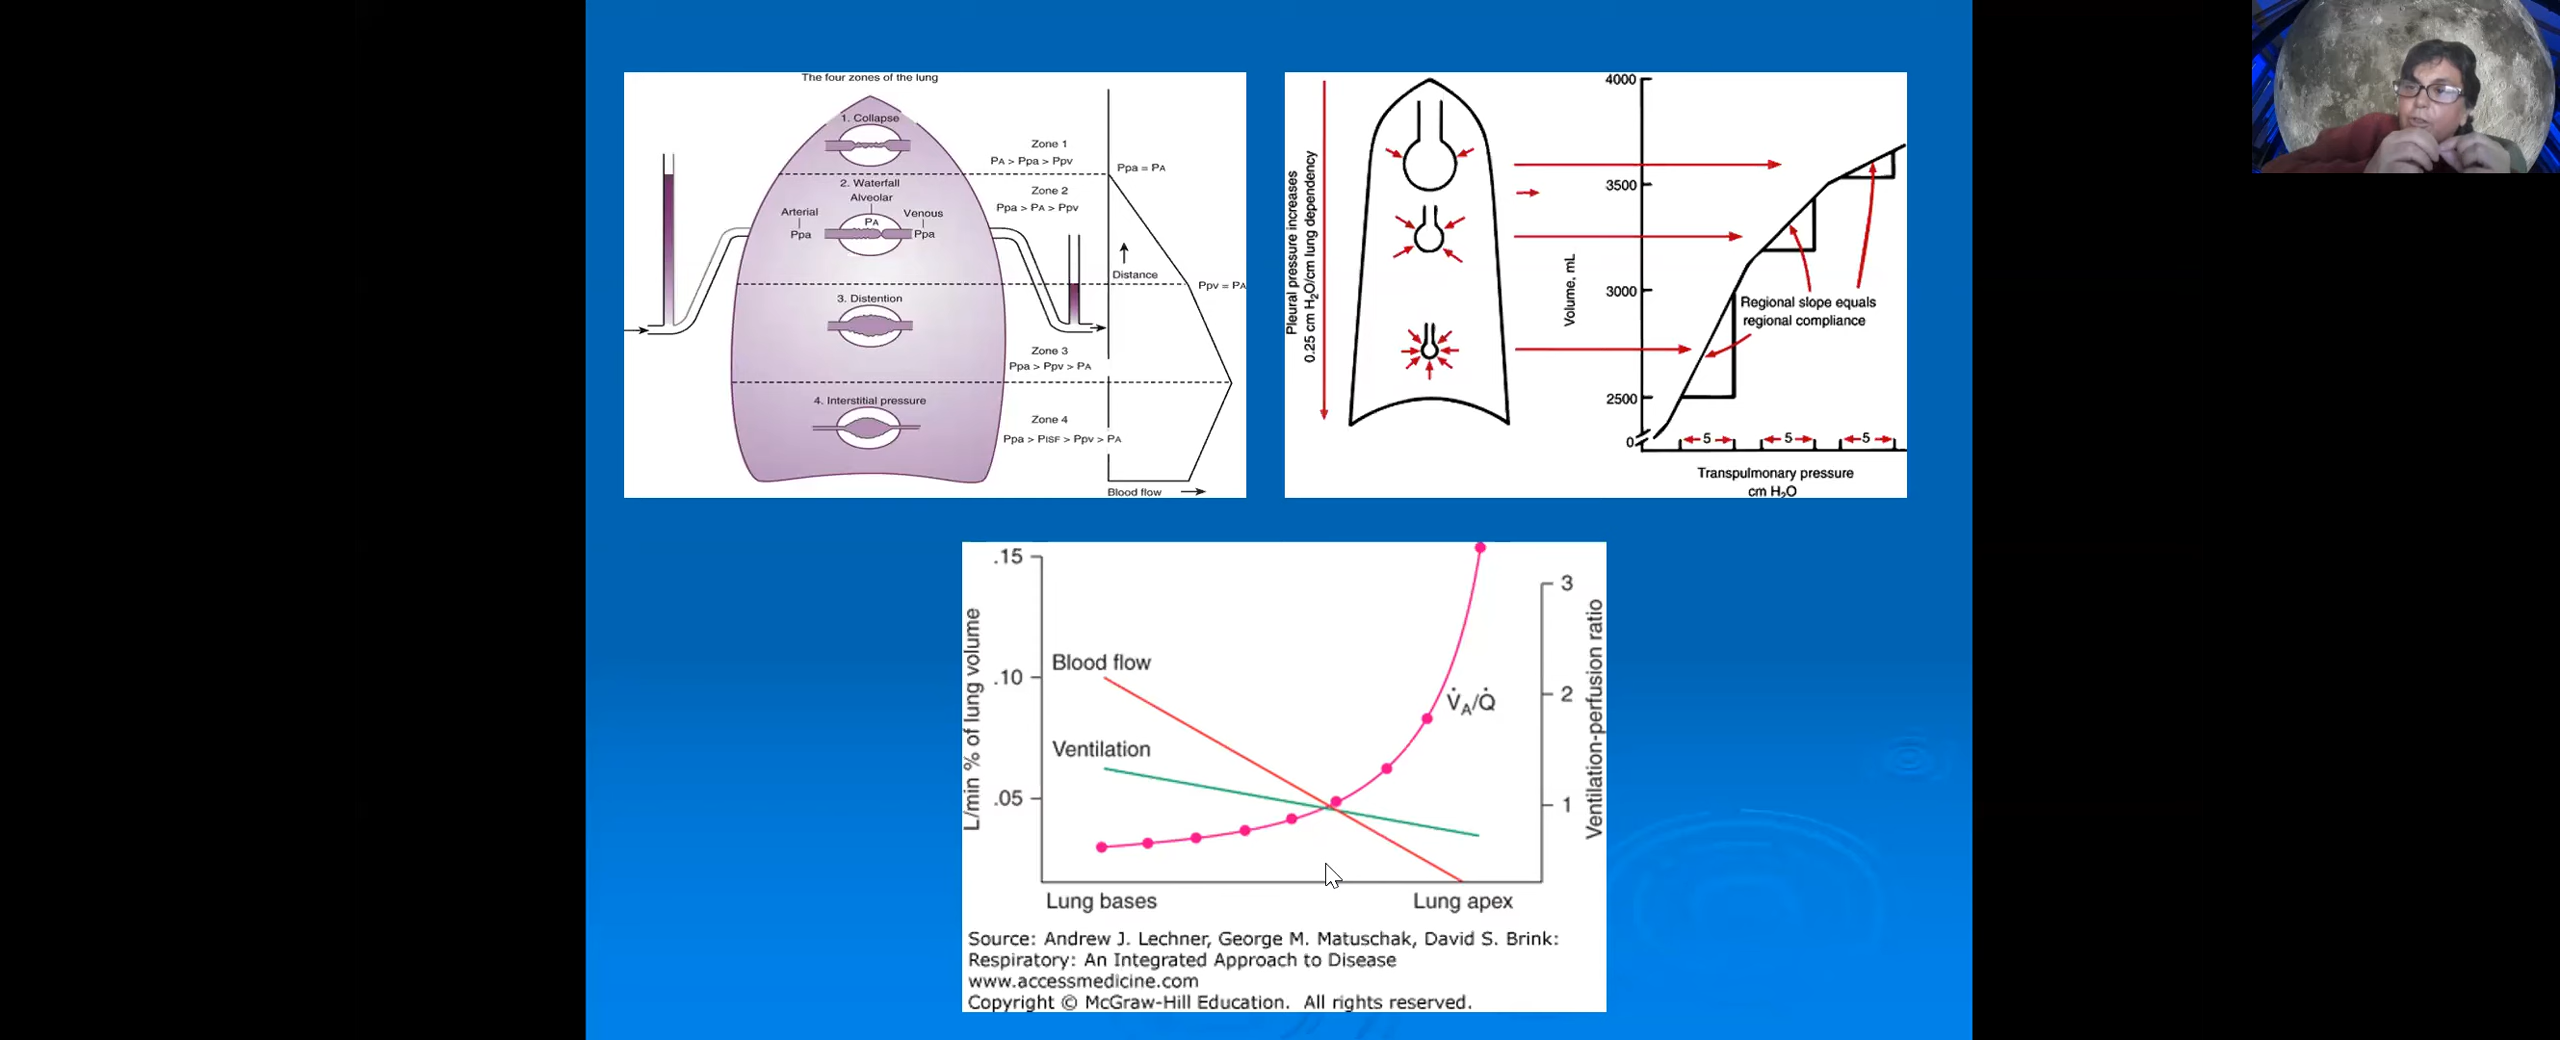 The four zones of the lung
1. Collapse
Zone 1
PA > Ppa > Ppv
Ppa = PA
2. Waterfall
Alveolar
Zone 2
Ppa > PA > Ppv
Arterial
PA
Venous
Ppa
Ppa
Distance
Ppv = PA
3. Distention
Zone 3
Ppa > Ppv > PA
4. Interstitial pressure
Zone 4
Ppa > PISF > Ppv > PA
Blood flow
Pleural pressure increases
0.25 cm H₂O/cm lung dependency
4000
3500
3000
2500
0
Volume, mL
Regional slope equals
regional compliance
5
5
5
Transpulmonary pressure
cm H₂O
.15
.10
.05
L/min % of lung volume
Blood flow
Ventilation
V̇A/Q̇
3
2
1
Ventilation-perfusion ratio
Lung bases
Lung apex
Source: Andrew J. Lechner, George M. Matuschak, David S. Brink:
Respiratory: An Integrated Approach to Disease
www.accessmedicine.com
Copyright © McGraw-Hill Education. All rights reserved.